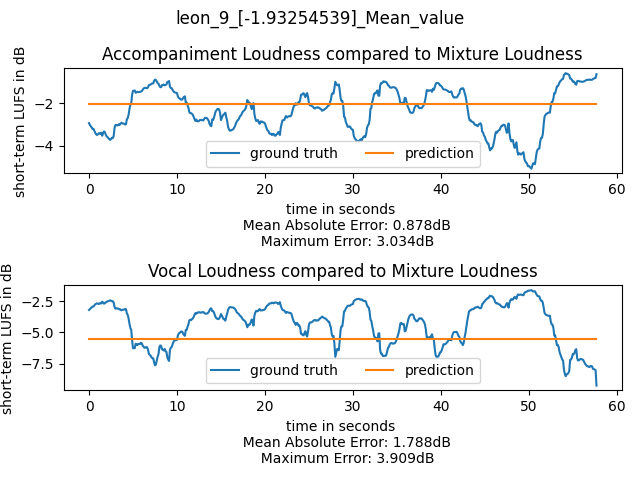 leon_9_[-1.93254539]_Mean_value
Accompaniment Loudness compared to Mixture Loudness
short-term LUFS in dB
−2
−4
ground truth
prediction
0 10 20 30 40 50 60
time in seconds
Mean Absolute Error: 0.878dB
Maximum Error: 3.034dB
Vocal Loudness compared to Mixture Loudness
short-term LUFS in dB
−2.5
−5.0
−7.5
ground truth
prediction
0 10 20 30 40 50 60
time in seconds
Mean Absolute Error: 1.788dB
Maximum Error: 3.909dB